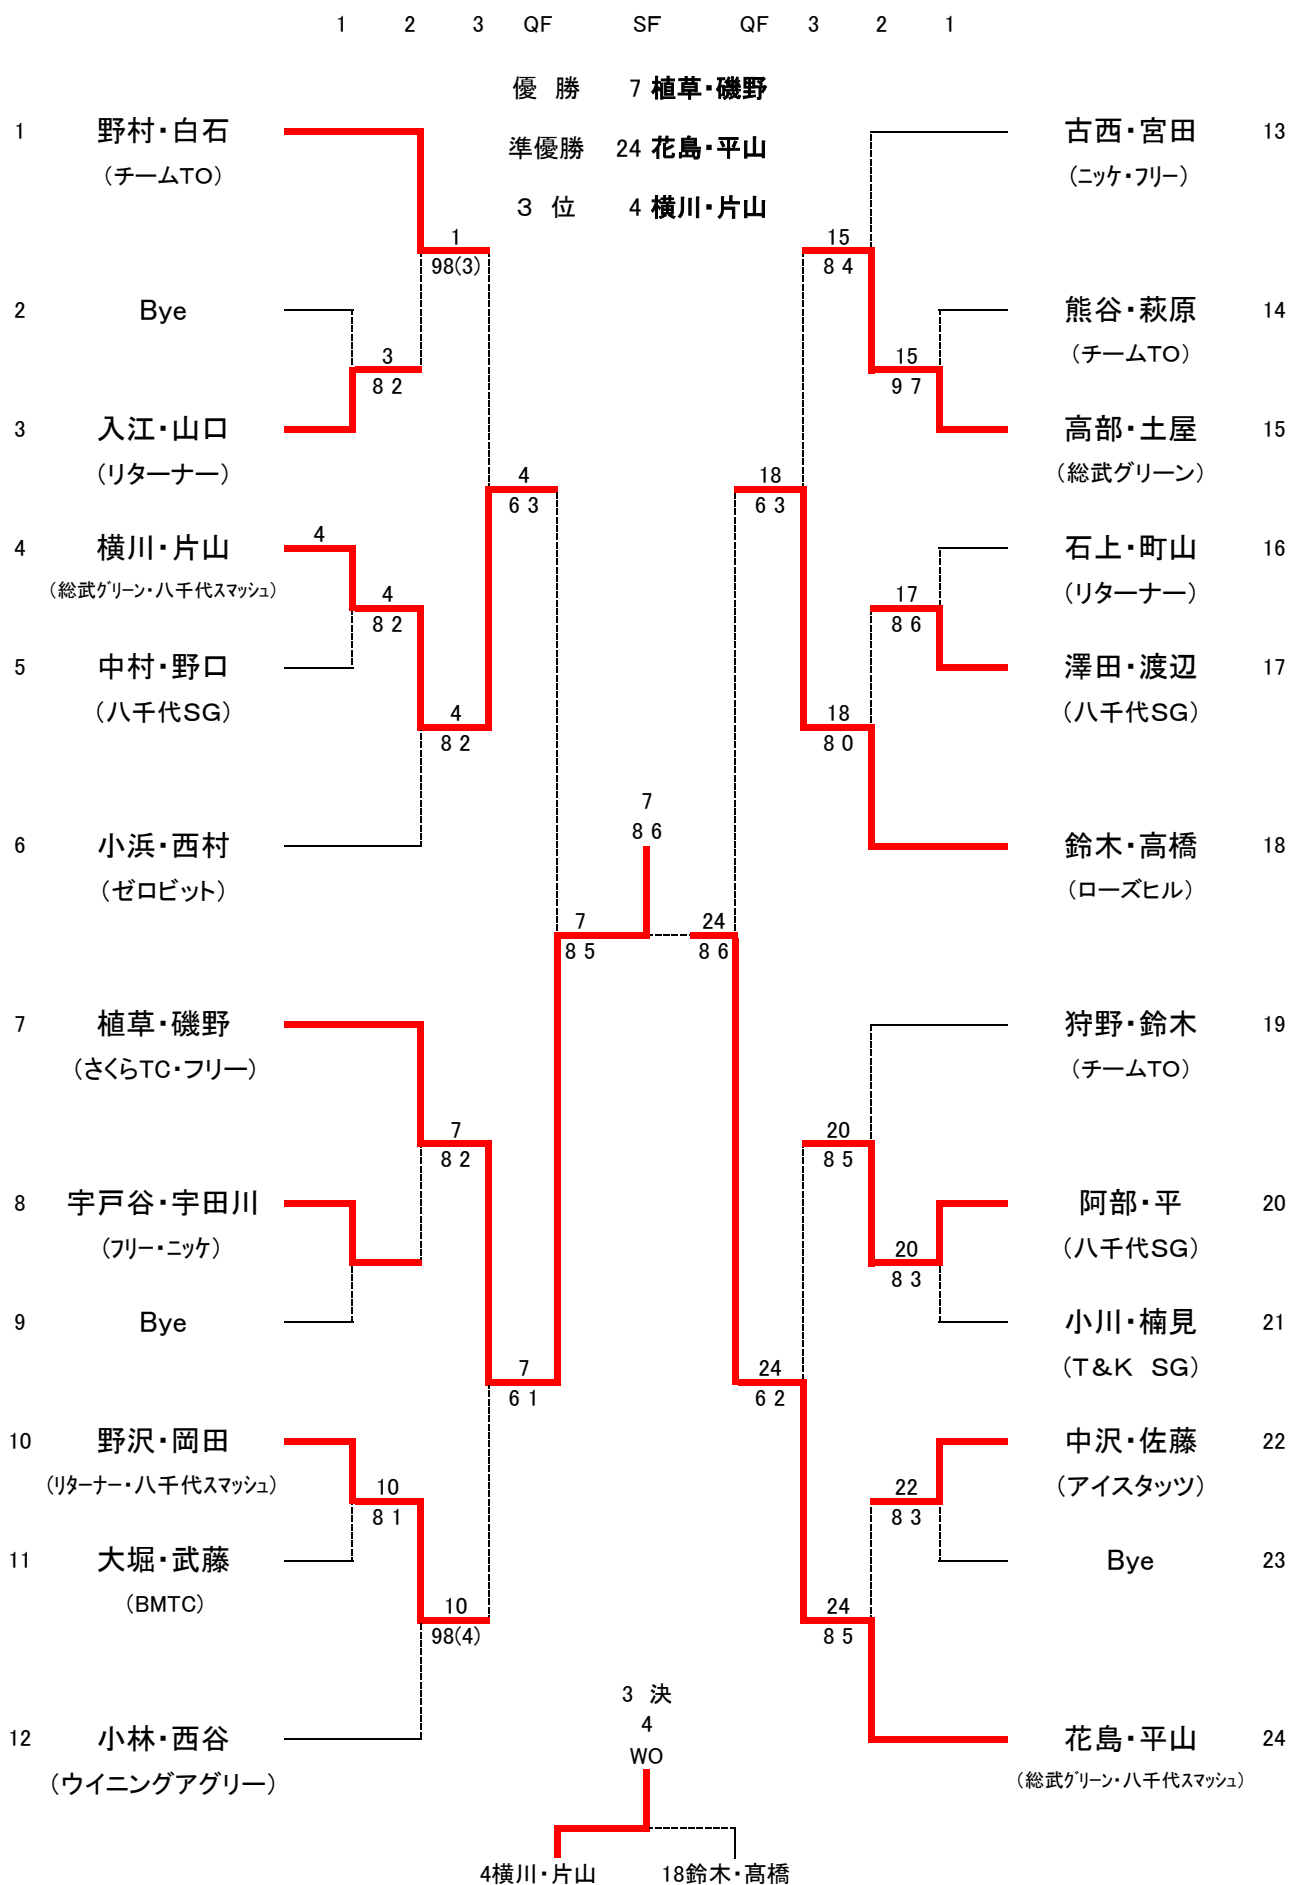 1 2 3 QF SF QF 3 2 1
優 勝 7 植草・磯野
1 野村・白石 古西・宮田 13
準優勝 24 花島・平山
(チームTO) (ニッケ・フリー)
3 位 4 横川・片山
1 15
98(3) 8 4
2 Bye 熊谷・萩原 14
3 (チームTO) 15
8 2 9 7
3 入江・山口 高部・土屋 15
(リターナー) 4 18 (総武グリーン)
6 3 6 3
4
4 横川・片山 石上・町山 16
(総武グリーン・八千代スマッシュ) 4 17 (リターナー)
8 2 8 6
5 中村・野口 澤田・渡辺 17
(八千代SG) 4 18 (八千代SG)
8 2 8 0
7
8 6
6 小浜・西村 鈴木・高橋 18
(ゼロビット) (ローズヒル)
7 24
8 5 8 6
7 植草・磯野 狩野・鈴木 19
(さくらTC・フリー) (チームTO)
7 20
8 2 8 5
8 宇戸谷・宇田川 阿部・平 20
(フリー・ニッケ) 20 (八千代SG)
8 3
9 Bye 小川・楠見 21
7 24 (T&K SG)
6 1 6 2
10 野沢・岡田 中沢・佐藤 22
(リターナー・八千代スマッシュ) 10 22 (アイスタッツ)
8 1 8 3
11 大堀・武藤 Bye 23
(BMTC) 10 24
98(4) 8 5
3 決
4
12 小林・西谷 花島・平山 24
WO
(ウイニングアグリー) (総武グリーン・八千代スマッシュ)
4横川・片山 18鈴木・髙橋